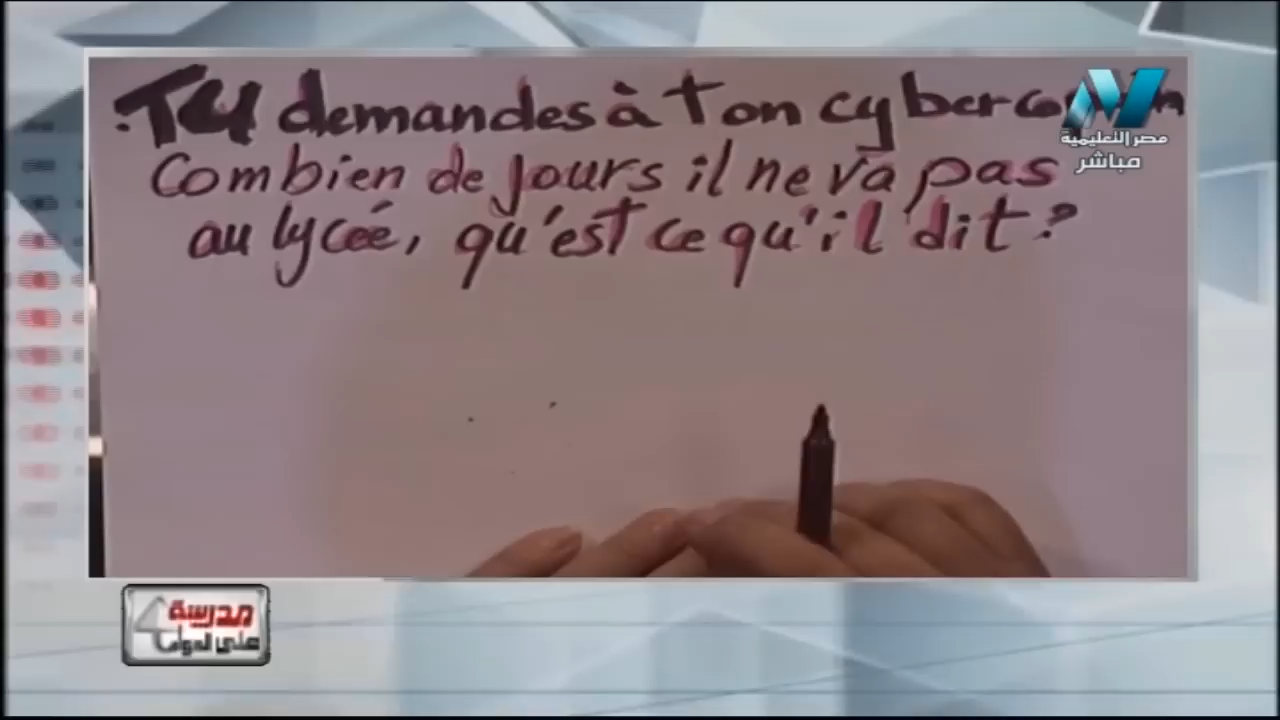 Tu demandes à ton cybercopain
Combien de jours il ne va pas
au lycée, qu'est ce qu'il dit ?
مصر التعليمية
مباشر
مدرسة
على الهواء